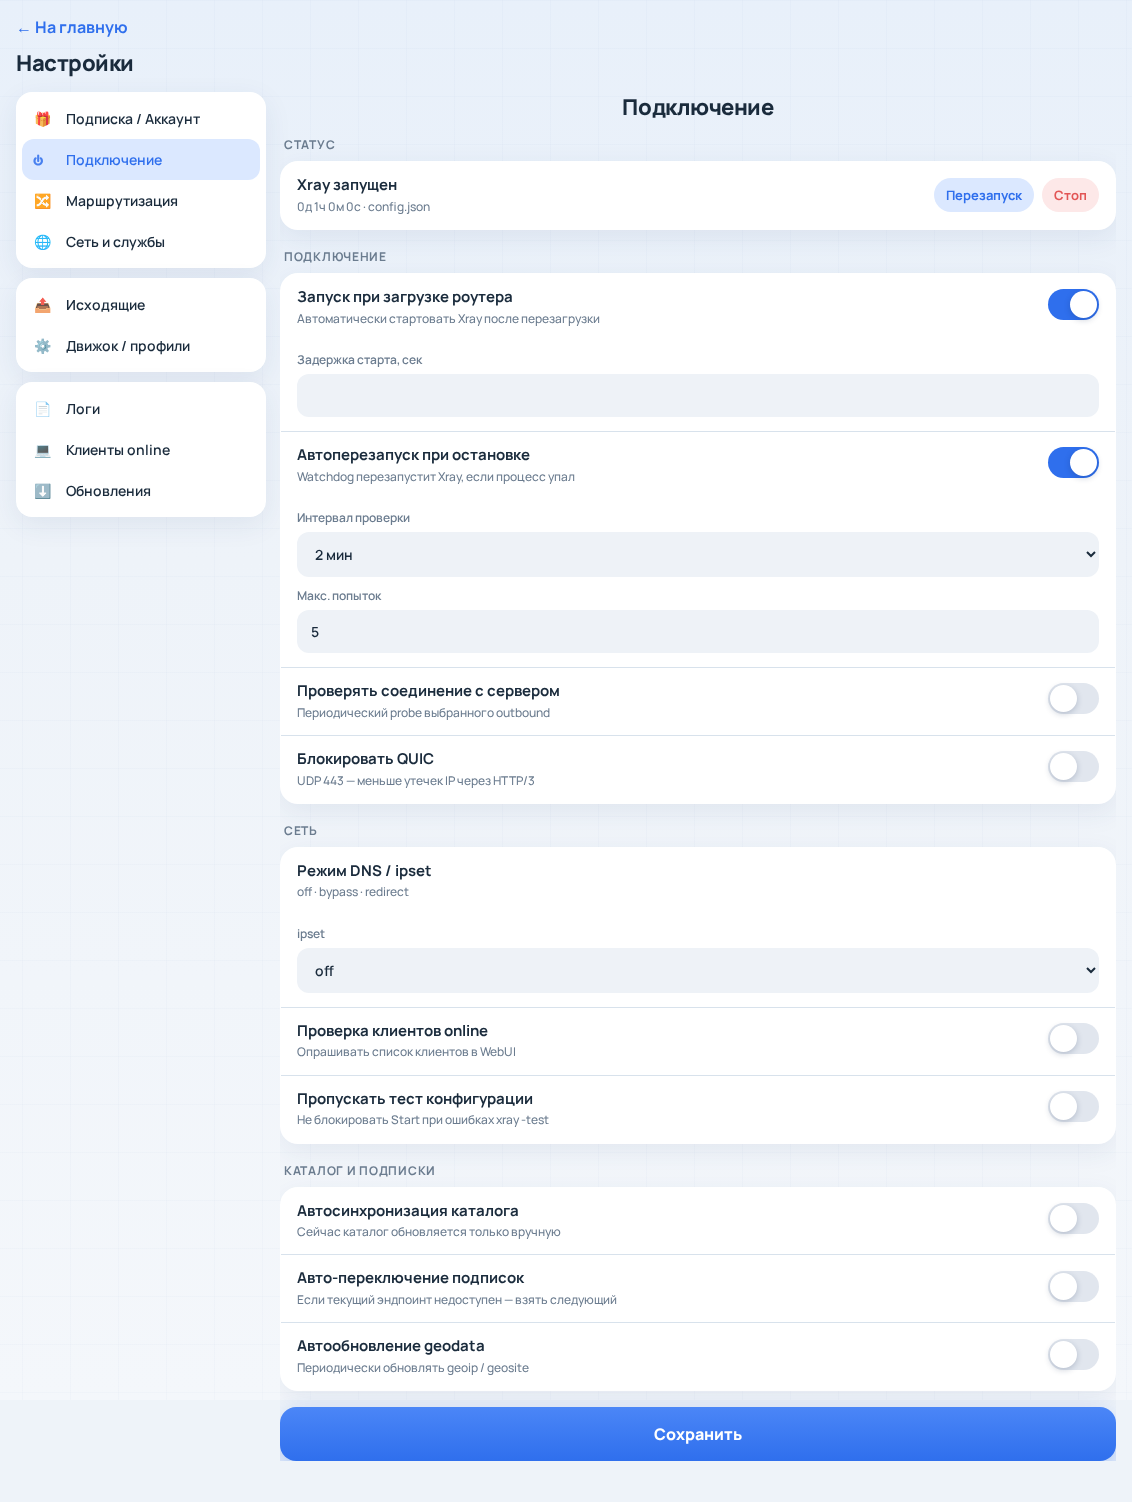 ← На главную
Настройки
Подписка / Аккаунт
Подключение
Маршрутизация
Сеть и службы
Исходящие
Движок / профили
Логи
Клиенты online
Обновления
Подключение
СТАТУС
Xray запущен
0д 1ч 0м 0с · config.json
Перезапуск
Стоп
ПОДКЛЮЧЕНИЕ
Запуск при загрузке роутера
Автоматически стартовать Xray после перезагрузки
Задержка старта, сек
Автоперезапуск при остановке
Watchdog перезапустит Xray, если процесс упал
Интервал проверки
2 мин
Макс. попыток
5
Проверять соединение с сервером
Периодический probe выбранного outbound
Блокировать QUIC
UDP 443 — меньше утечек IP через HTTP/3
СЕТЬ
Режим DNS / ipset
off · bypass · redirect
ipset
off
Проверка клиентов online
Опрашивать список клиентов в WebUI
Пропускать тест конфигурации
Не блокировать Start при ошибках xray -test
КАТАЛОГ И ПОДПИСКИ
Автосинхронизация каталога
Сейчас каталог обновляется только вручную
Авто-переключение подписок
Если текущий эндпоинт недоступен — взять следующий
Автообновление geodata
Периодически обновлять geoip / geosite
Сохранить